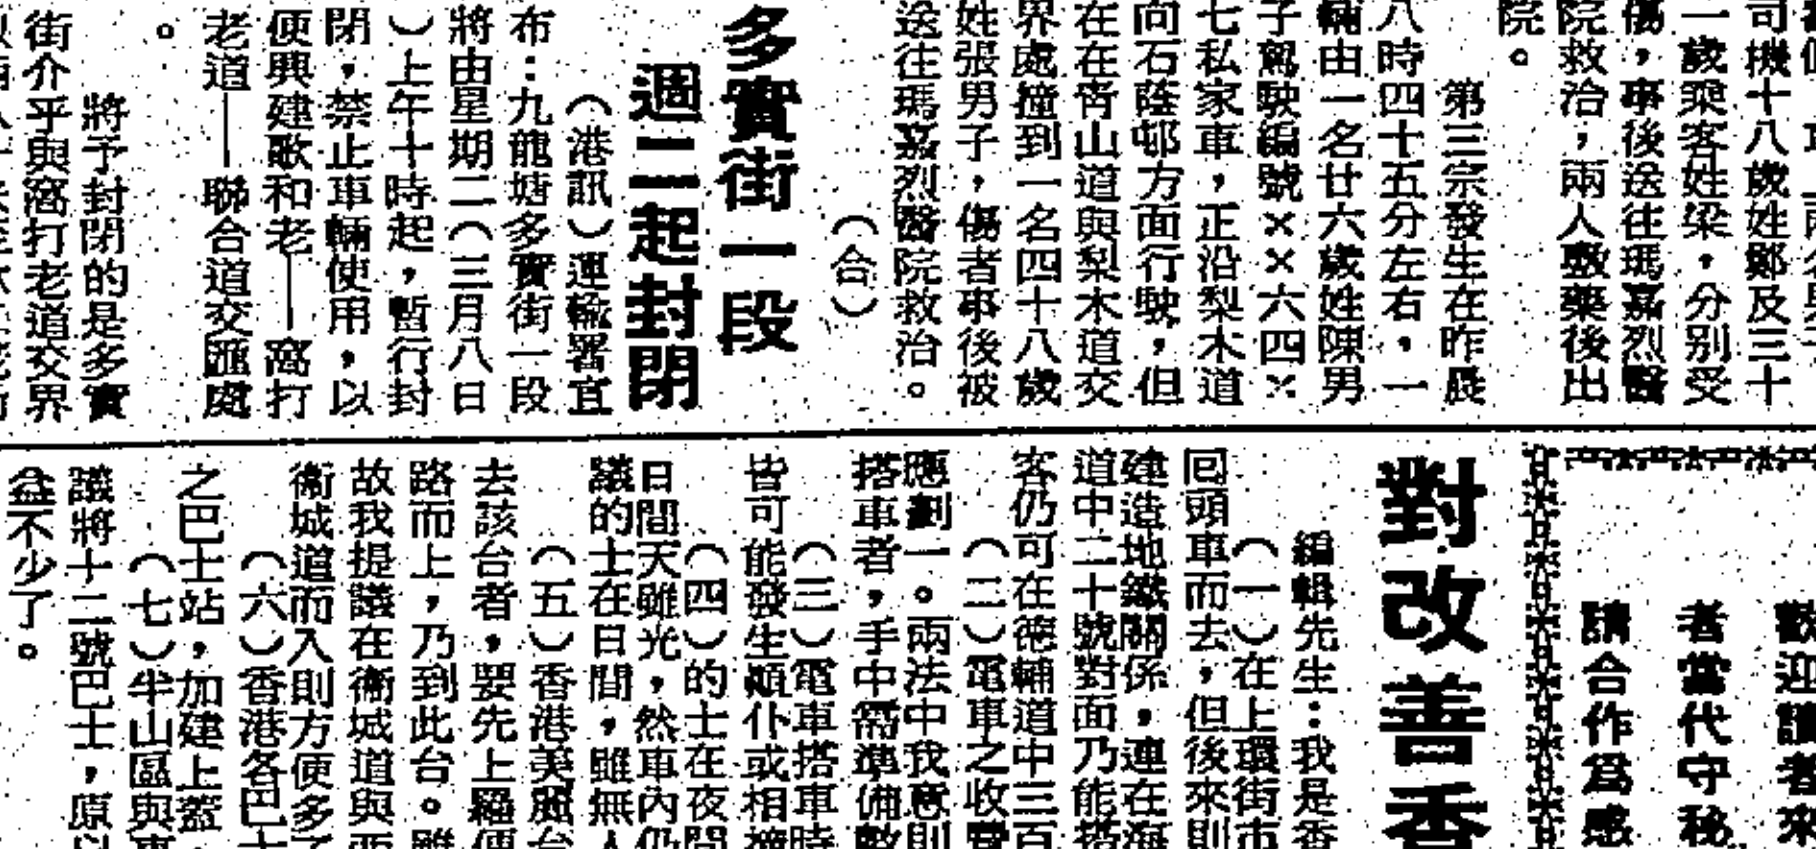 司機十八歲姓鄭及三十
一歲乘客姓梁，分别受
傷，事後送往瑪嘉烈醫
院救治；兩人敷藥後出
院。
第三宗發生在昨晨
八時四十五分左右，一
輛由一名廿六歲姓陳男
子駕駛編號××六四×
七私家車，正沿梨木道
向石蔭邨方面行駛，但
在在青山道與梨木道交
界處撞到一名四十八歲
姓張男子，傷者事後被
送往瑪嘉烈醫院救治。
（合）
多實街一段
週二起封閉
（港訊）運輸署宣
布：九龍塘多實街一段
將由星期二（三月八日
）上午十時起，暫行封
閉，禁止車輛使用，以
便興建歌和老——窩打
老道——聯合道交匯處
。
將予封閉的是多實
街介乎與窩打老道交界
歡迎讀者來
者當代守秘
請合作爲感
對改善香
編輯先生：我是香
（一）在上環街市
回頭車而去，但後來則
建造地鐵關係，連在海
道中二十號對面乃能搭
客仍可在德輔道中三百
（二）電車之收費
應劃一。兩法中我意則
搭車者，手中需準備數
（三）電車搭車時
皆可能發生顛仆或相撞
（四）的士在夜間
日間天雖光，然車內仍
議的士在日間，雖無人
（五）香港美麗台
去該台者，要先上羅便
路而上，乃到此台。雖
故我提議在衞城道與西
衞城道而入則方便多了
（六）香港各巴士
之巴士站，加建上蓋，
（七）半山區與東
議將十二號巴士，原以
益不少了。